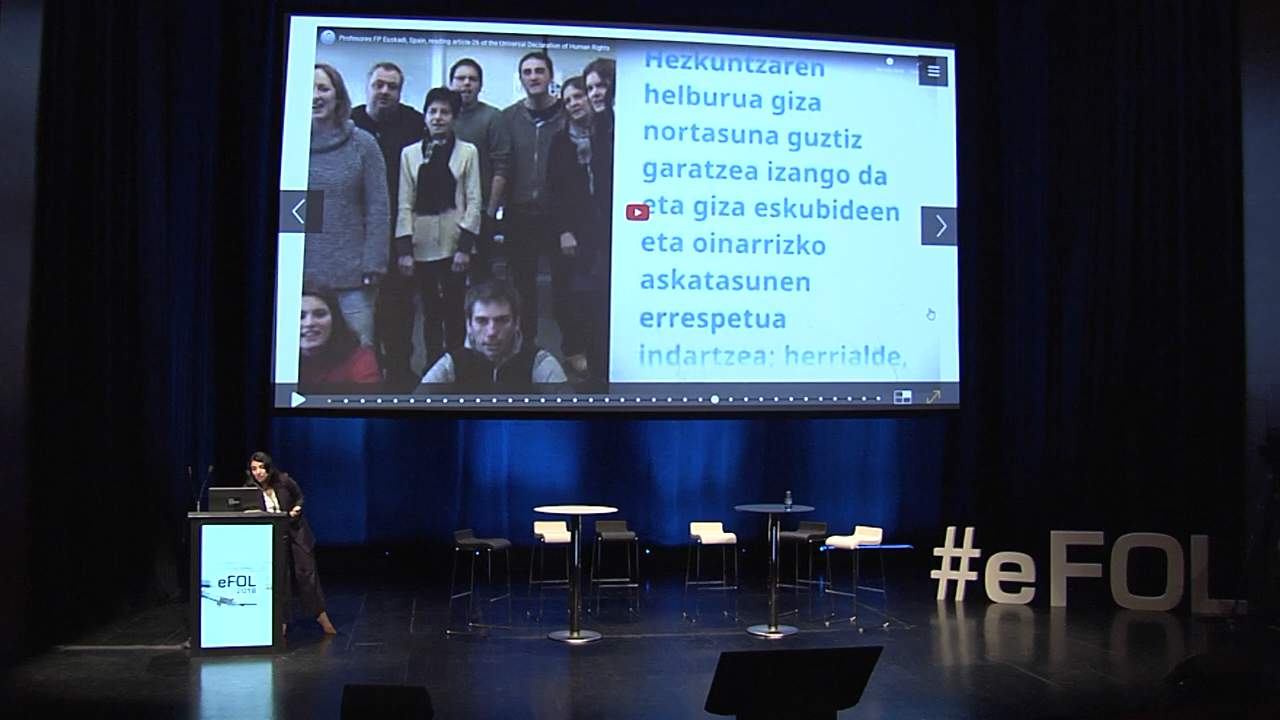 Profesores FP Euskadi, Spain, reading article 26 of the Universal Declaration of Human Rights
Hezkuntzaren
helburua giza
nortasuna guztiz
garatzea izango da
eta giza eskubideen
eta oinarrizko
askatasunen
errespetua
indartzea; herrialde,
eFOL
2018
#eFOL